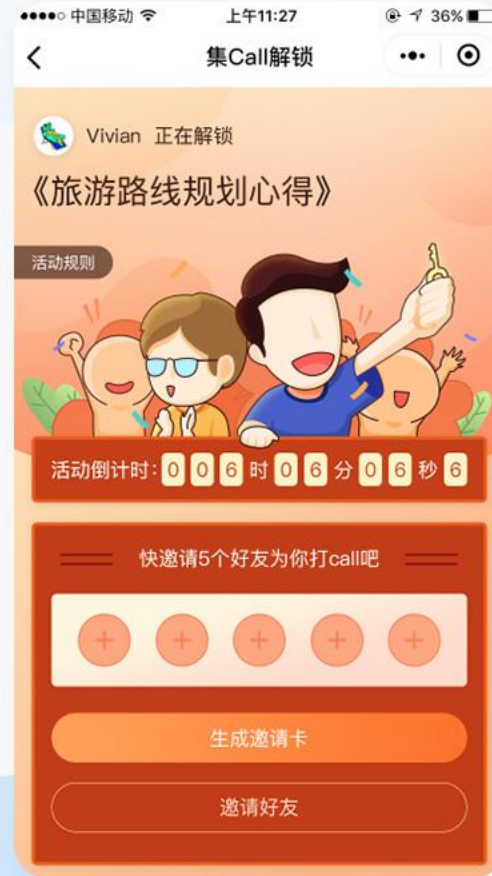 中国移动 上午11:27 36%
集Call解锁
Vivian 正在解锁
《旅游路线规划心得》
活动规则
活动倒计时: 0 0 6 时 0 6 分 0 6 秒 6
快邀请5个好友为你打call吧
生成邀请卡
邀请好友